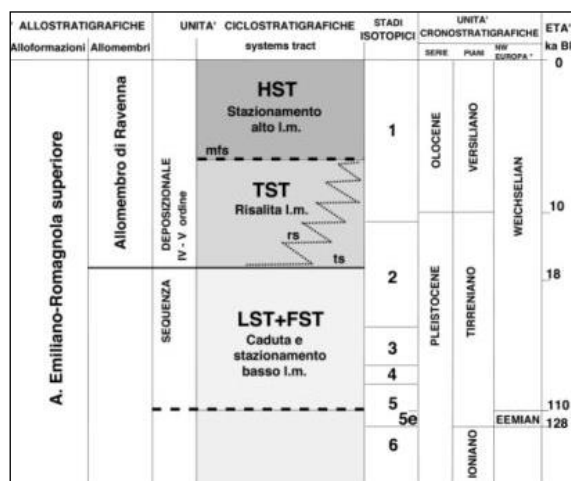 ' ALLOSTRATIGRAFICHE
UNITA' CICLOSTRATIGRAFICHE
STADI
ISOTOPICI
UNITA'
CRONOSTRATIGRAFICHE
ETA'
ka BP
Alloformazioni
Allomembri
systems tract
SERIE
PIANI
NW
EUROPA
0
A. Emiliano-Romagnola superiore
Allomembro di Ravenna
SEQUENZA
DEPOSIZIONALE
IV - V ordine
HST
Stazionamento
alto l.m.
mfs
TST
Risalita l.m.
rs
ts
LST+FST
Caduta e
stazionamento
basso l.m.
1
2
3
4
5
5e
6
OLOCENE
PLEISTOCENE
VERSILIANO
TIRRENIANO
IONIANO
WEICHSELIAN
EEMIAN
10
18
110
128